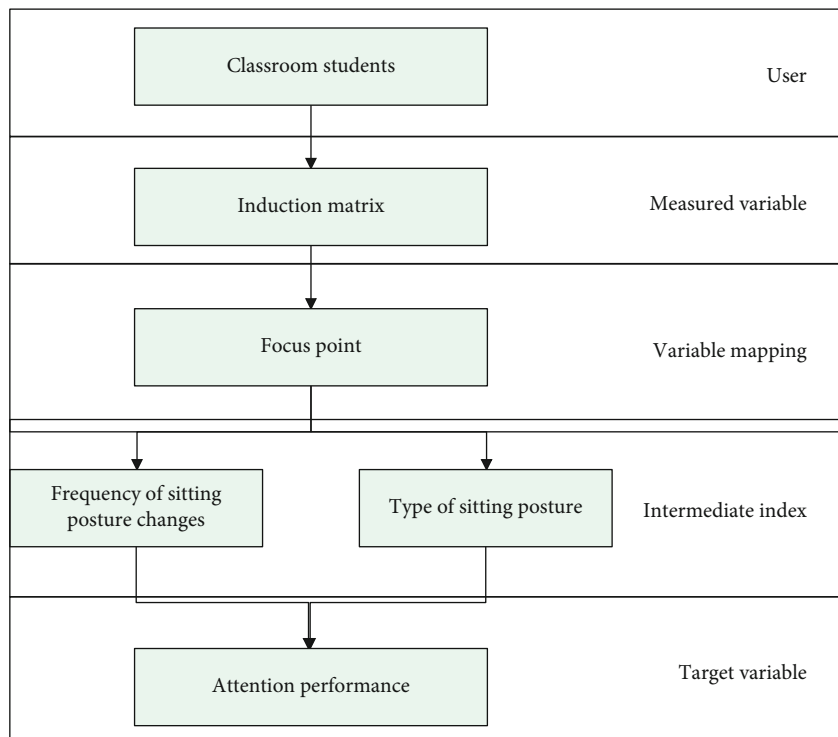 Classroom students
User
Induction matrix
Measured variable
Focus point
Variable mapping
Frequency of sitting
posture changes
Type of sitting posture
Intermediate index
Attention performance
Target variable